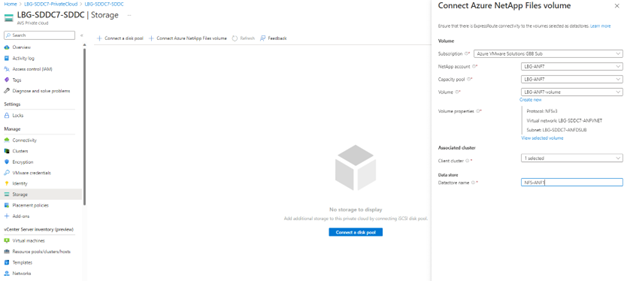 Home > LBG-SDDC7-PrivateCloud > LBG-SDDC7-SDDC
LBG-SDDC7-SDDC | Storage ...
AVS Private cloud
Search
Overview
Activity log
Access control (IAM)
Tags
Diagnose and solve problems
Settings
Locks
Manage
Connectivity
Clusters
Encryption
VMware credentials
Identity
Storage
Placement policies
Add-ons
vCenter Server inventory (preview)
Virtual machines
Resource pools/clusters/hosts
Templates
Networks
Connect a disk pool
Connect Azure NetApp Files volume
Refresh
Feedback
No storage to display
Add additional storage to this private cloud by connecting iSCSI disk pool.
Connect a disk pool
Connect Azure NetApp Files volume
Ensure that there is ExpressRoute connectivity to the volumes selected as datastores. Learn more
Volume
Subscription *
Azure VMware Solutions GBB Sub
NetApp account *
LBG-ANF7
Capacity pool *
LBG-ANF7
Volume *
LBG-ANF7-volume
Create new
Volume properties *
Protocol: NFSv3
Virtual network: LBG-SDDC7-ANFVNET
Subnet: LBG-SDDC7-ANFDSUB
View selected volume
Associated cluster
Client cluster *
1 selected
Data store
Datastore name *